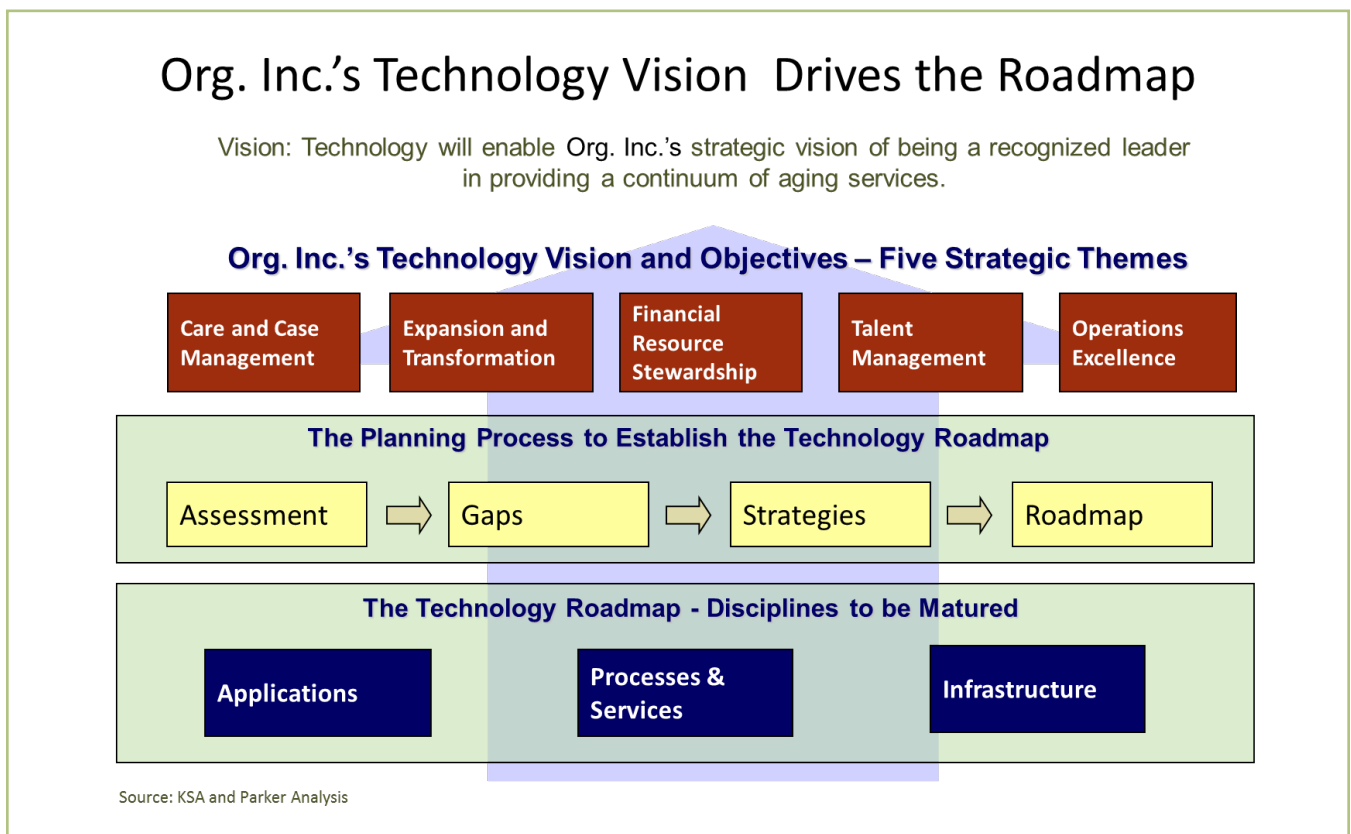 Org. Inc.’s Technology Vision  Drives the Roadmap
Vision: Technology will enable Org. Inc.’s strategic vision of being a recognized leader
in providing a continuum of aging services.
Org. Inc.’s Technology Vision and Objectives – Five Strategic Themes
Care and Case
Management
Expansion and
Transformation
Financial
Resource
Stewardship
Talent
Management
Operations
Excellence
The Planning Process to Establish the Technology Roadmap
Assessment
Gaps
Strategies
Roadmap
The Technology Roadmap - Disciplines to be Matured
Applications
Processes &
Services
Infrastructure
Source: KSA and Parker Analysis